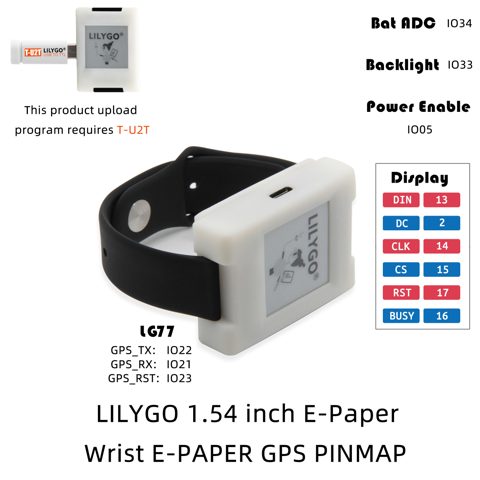 T-U2T LILYGO®
LILYGO®
This product upload
program requires T-U2T
Bat ADC IO34
Backlight IO33
Power Enable
IO05
Display
DIN 13
DC 2
CLK 14
CS 15
RST 17
BUSY 16
LILYGO®
LG77
GPS_TX: IO22
GPS_RX: IO21
GPS_RST: IO23
LILYGO 1.54 inch E-Paper
Wrist E-PAPER GPS PINMAP